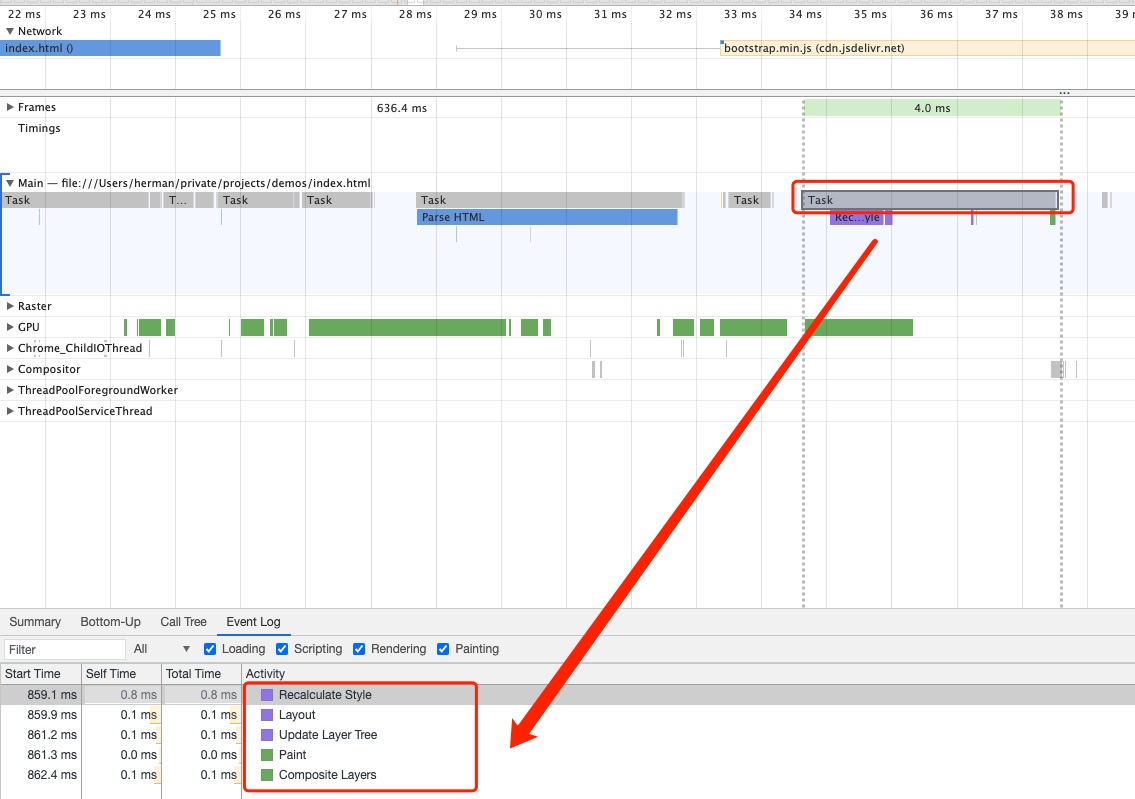 22 ms 23 ms 24 ms 25 ms 26 ms 27 ms 28 ms 29 ms 30 ms 31 ms 32 ms 33 ms 34 ms 35 ms 36 ms 37 ms 38 ms 39 m
Network
index.html () bootstrap.min.js (cdn.jsdelivr.net)
...
Frames 636.4 ms 4.0 ms
Timings
Main — file:///Users/herman/private/projects/demos/index.html
Task T... Task Task Task Task Task
Parse HTML Rec...yle
Raster
GPU
Chrome_ChildIOThread
Compositor
ThreadPoolForegroundWorker
ThreadPoolServiceThread
Summary Bottom-Up Call Tree Event Log
Filter All Loading Scripting Rendering Painting
Start Time Self Time Total Time Activity
859.1 ms 0.8 ms 0.8 ms Recalculate Style
859.9 ms 0.1 ms 0.1 ms Layout
861.2 ms 0.1 ms 0.1 ms Update Layer Tree
861.3 ms 0.0 ms 0.0 ms Paint
862.4 ms 0.1 ms 0.1 ms Composite Layers